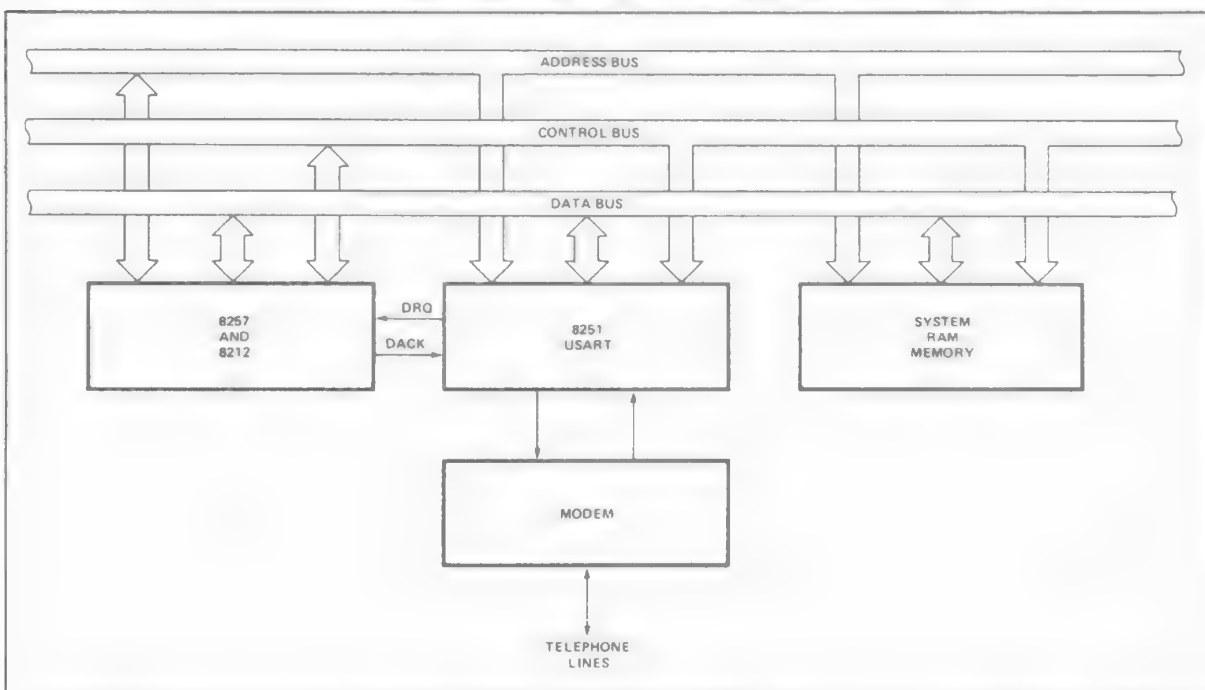 ADDRESS BUS
CONTROL BUS
DATA BUS
8257
AND
8212
DRQ
DACK
8251
USART
SYSTEM
RAM
MEMORY
MODEM
TELEPHONE
LINES